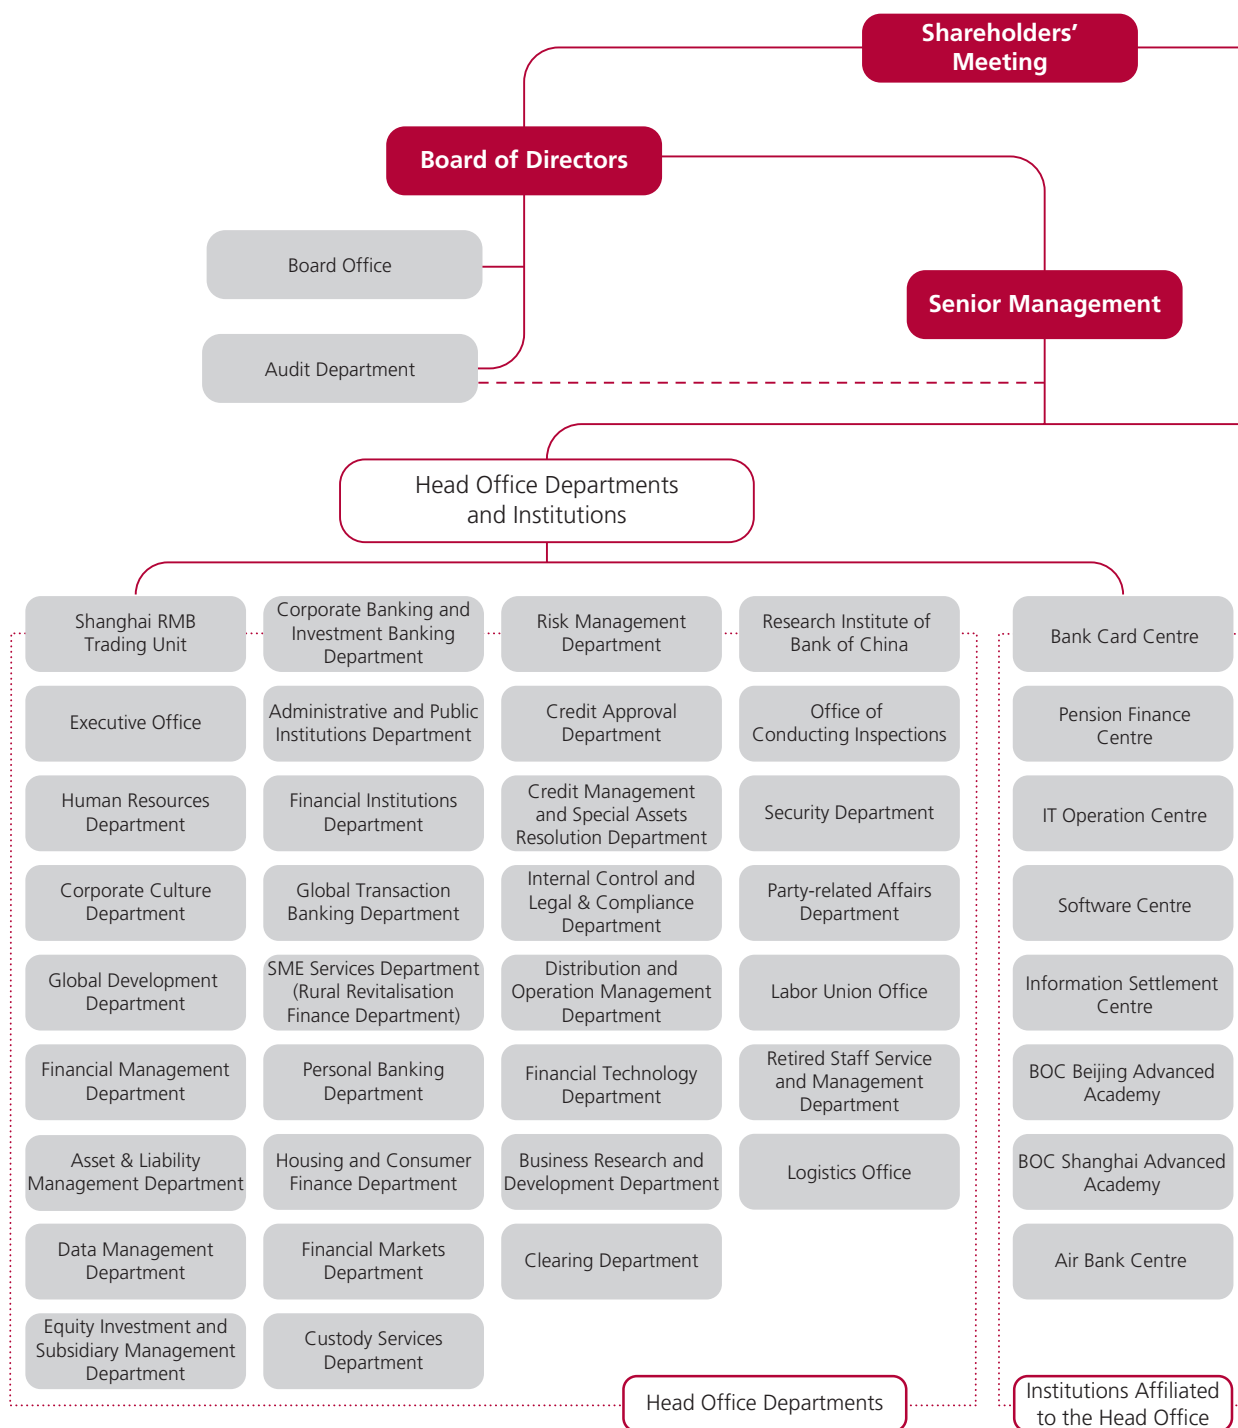 Shareholders’
Meeting
Board of Directors
Board Office
Senior Management
Audit Department
Head Office Departments
and Institutions
Shanghai RMB
Trading Unit
Executive Office
Human Resources
Department
Corporate Culture
Department
Global Development
Department
Financial Management
Department
Asset & Liability
Management Department
Data Management
Department
Equity Investment and
Subsidiary Management
Department
Corporate Banking and
Investment Banking
Department
Administrative and Public
Institutions Department
Financial Institutions
Department
Global Transaction
Banking Department
SME Services Department
(Rural Revitalisation
Finance Department)
Personal Banking
Department
Housing and Consumer
Finance Department
Financial Markets
Department
Custody Services
Department
Risk Management
Department
Credit Approval
Department
Credit Management
and Special Assets
Resolution Department
Internal Control and
Legal & Compliance
Department
Distribution and
Operation Management
Department
Financial Technology
Department
Business Research and
Development Department
Clearing Department
Research Institute of
Bank of China
Office of
Conducting Inspections
Security Department
Party-related Affairs
Department
Labor Union Office
Retired Staff Service
and Management
Department
Logistics Office
Head Office Departments
Bank Card Centre
Pension Finance
Centre
IT Operation Centre
Software Centre
Information Settlement
Centre
BOC Beijing Advanced
Academy
BOC Shanghai Advanced
Academy
Air Bank Centre
Institutions Affiliated
to the Head Office